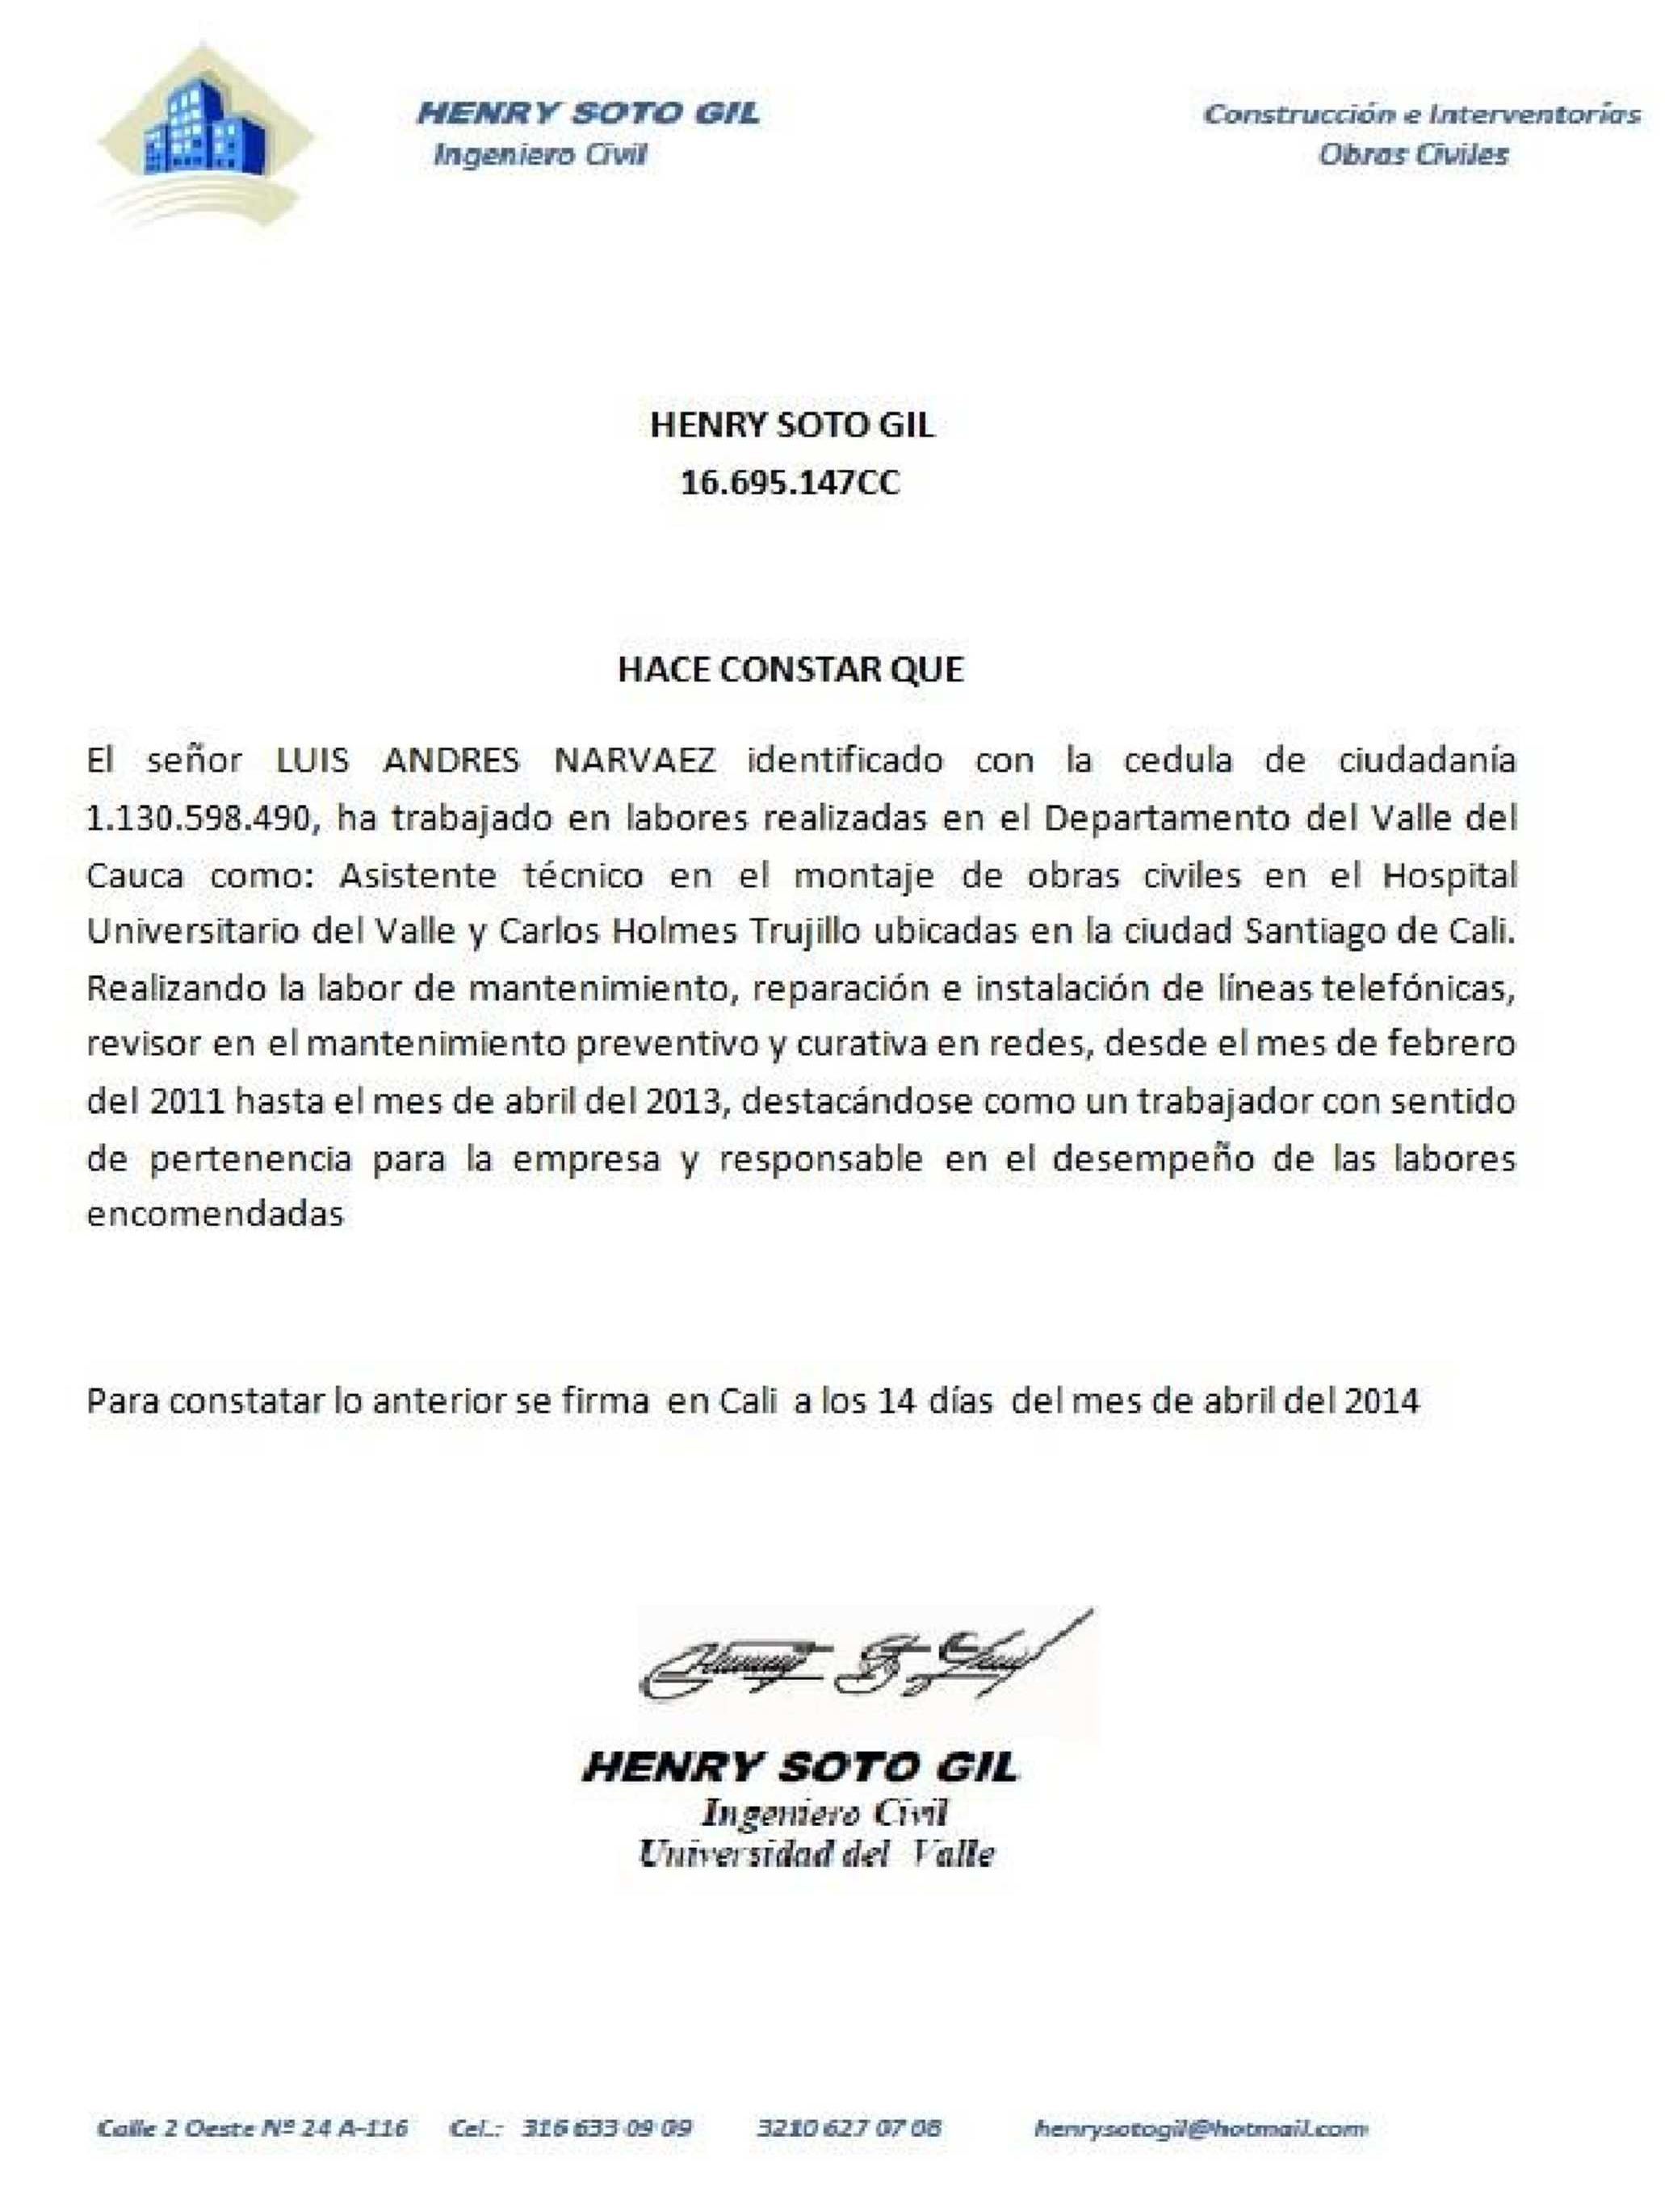 HENRY SOTO GIL
Ingeniero Civil
Construcción e Interventorías
Obras Civiles
HENRY SOTO GIL
16.695.147CC
HACE CONSTAR QUE
El señor LUIS ANDRES NARVAEZ identificado con la cedula de ciudadanía
1.130.598.490, ha trabajado en labores realizadas en el Departamento del Valle del
Cauca como: Asistente técnico en el montaje de obras civiles en el Hospital
Universitario del Valle y Carlos Holmes Trujillo ubicadas en la ciudad Santiago de Cali.
Realizando la labor de mantenimiento, reparación e instalación de líneas telefónicas,
revisor en el mantenimiento preventivo y curativa en redes, desde el mes de febrero
del 2011 hasta el mes de abril del 2013, destacándose como un trabajador con sentido
de pertenencia para la empresa y responsable en el desempeño de las labores
encomendadas
Para constatar lo anterior se firma en Cali a los 14 días del mes de abril del 2014
HENRY SOTO GIL
Ingeniero Civil
Universidad del Valle
Calle 2 Oeste Nº 24 A-116 Cel.: 316 633 09 09 3210 627 07 08 henrysotogil@hotmail.com